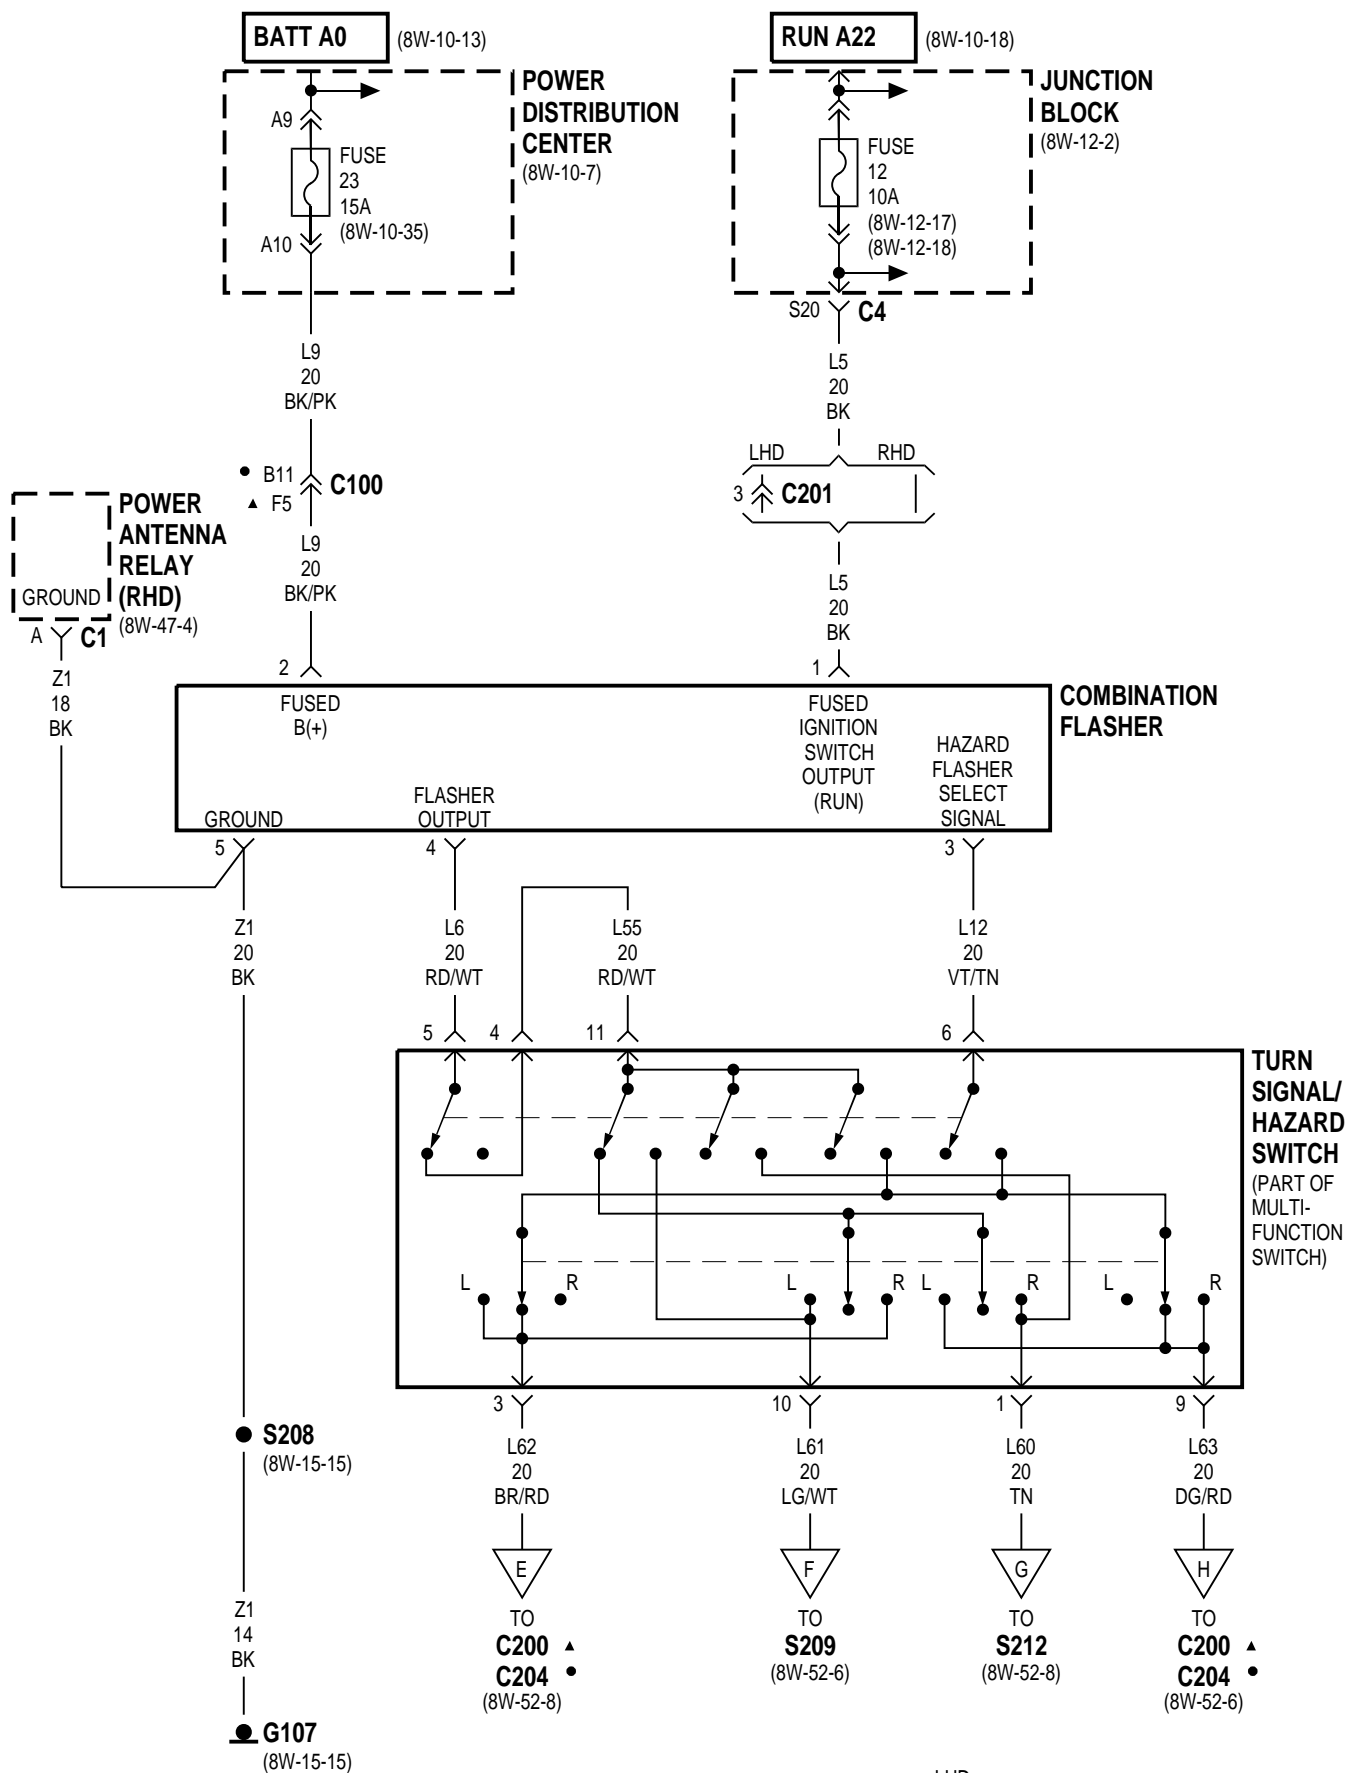 BATT A0
(8W-10-13)
RUN A22
(8W-10-18)
POWER
DISTRIBUTION
CENTER
(8W-10-7)
A9
FUSE
23
15A
(8W-10-35)
A10
JUNCTION
BLOCK
(8W-12-2)
FUSE
12
10A
(8W-12-17)
(8W-12-18)
S20
C4
L9
20
BK/PK
L5
20
BK
LHD
RHD
3
C201
B11
F5
C100
L9
20
BK/PK
L5
20
BK
POWER
ANTENNA
RELAY
(RHD)
(8W-47-4)
GROUND
A
C1
Z1
18
BK
2
1
COMBINATION
FLASHER
FUSED
B(+)
FUSED
IGNITION
SWITCH
OUTPUT
(RUN)
HAZARD
FLASHER
SELECT
SIGNAL
FLASHER
OUTPUT
GROUND
5
4
3
Z1
20
BK
L6
20
RD/WT
L55
20
RD/WT
L12
20
VT/TN
5
4
11
6
TURN
SIGNAL/
HAZARD
SWITCH
(PART OF
MULTI-
FUNCTION
SWITCH)
L
R
L
R
L
R
L
R
3
10
1
9
S208
(8W-15-15)
L62
20
BR/RD
L61
20
LG/WT
L60
20
TN
L63
20
DG/RD
E
F
G
H
TO
C200
C204
(8W-52-8)
TO
S209
(8W-52-6)
TO
S212
(8W-52-8)
TO
C200
C204
(8W-52-6)
Z1
14
BK
G107
(8W-15-15)